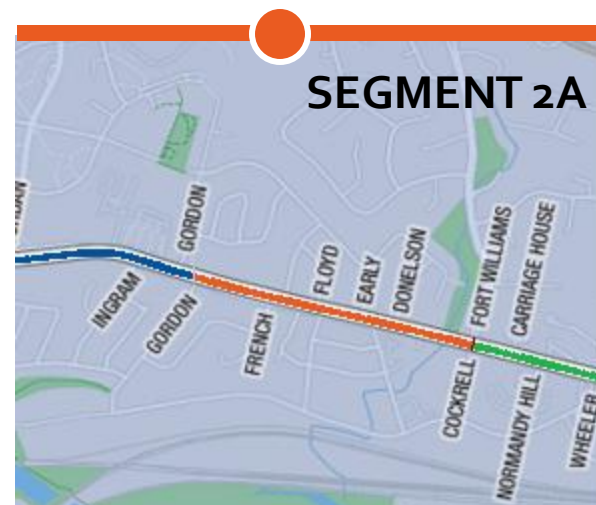 SEGMENT 2A
GORDON
INGRAM
GORDON
FRENCH
FLOYD
EARLY
DONELSON
FORT WILLIAMS
CARRIAGE HOUSE
COCKRELL
NORMANDY HILL
WHEELER